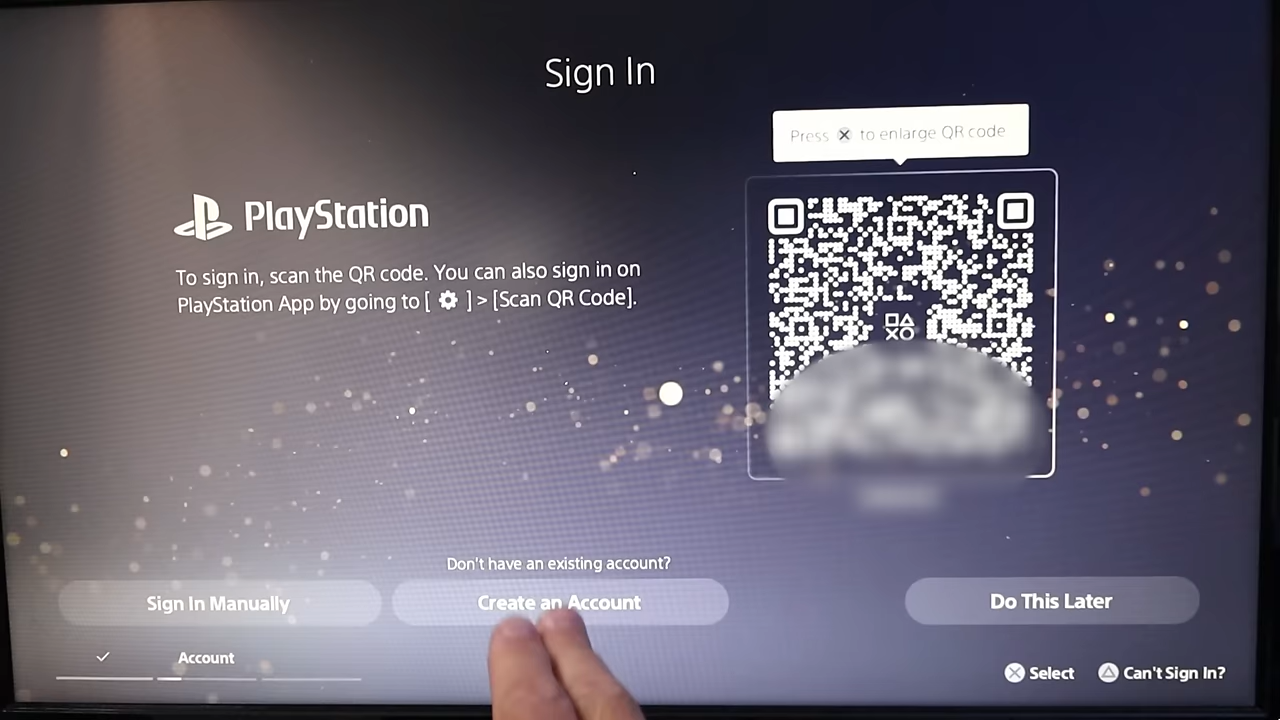 Sign In
Press ⊗ to enlarge QR code
PlayStation
To sign in, scan the QR code. You can also sign in on
PlayStation App by going to [ ⚙ ] > [Scan QR Code].
Don't have an existing account?
Sign In Manually
Create an Account
Do This Later
Account
Select
Can't Sign In?